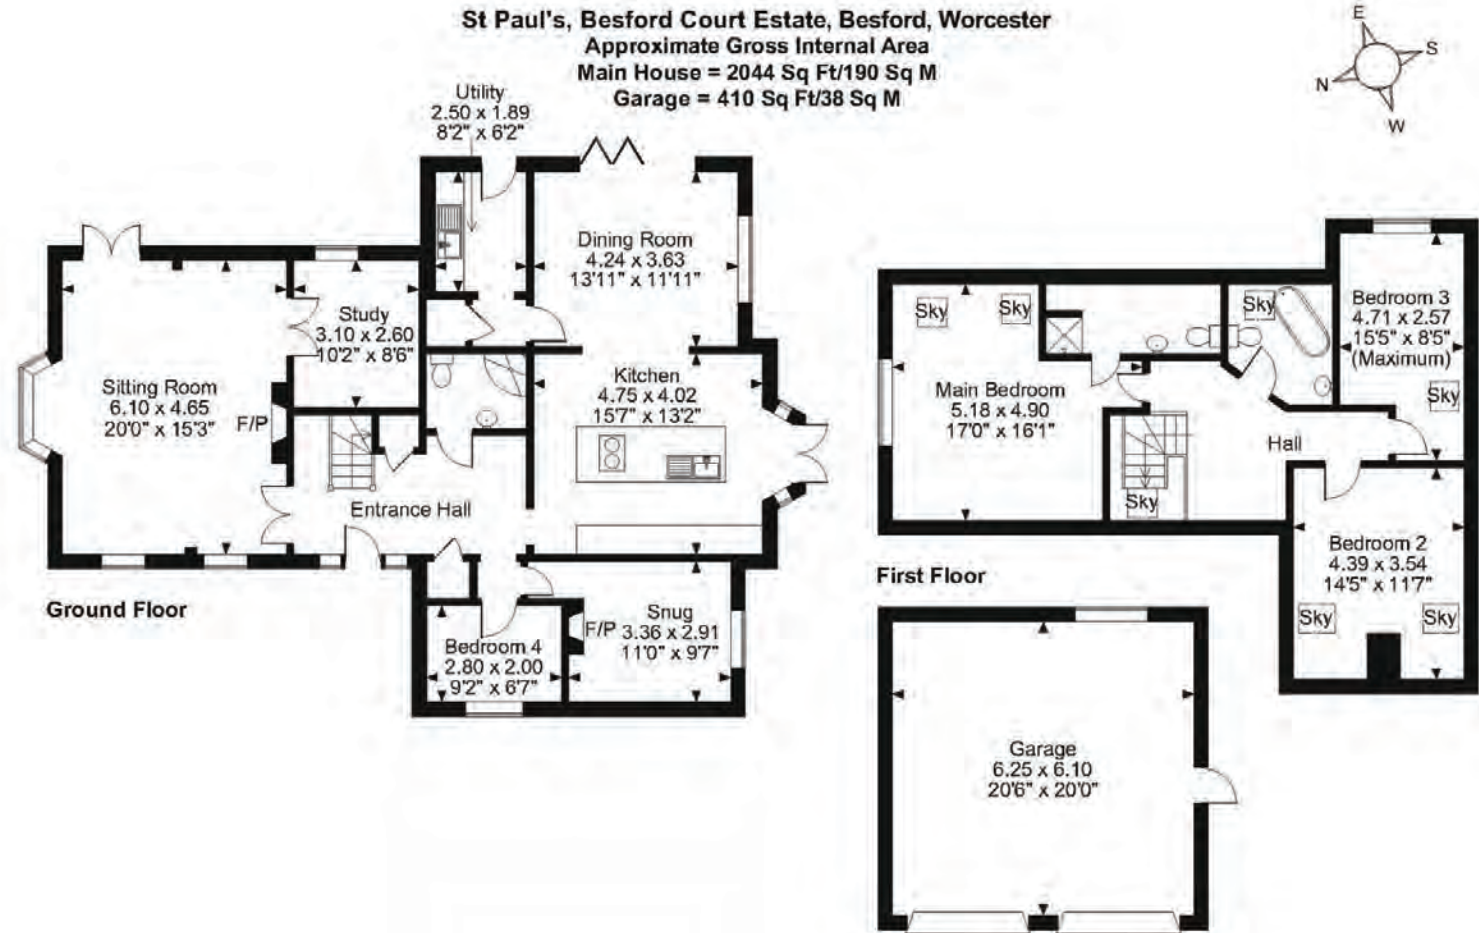 St Paul's, Besford Court Estate, Besford, Worcester
Approximate Gross Internal Area
Main House = 2044 Sq Ft/190 Sq M
Garage = 410 Sq Ft/38 Sq M
E
S
N
W
Utility
2.50 x 1.89
8'2" x 6'2"
Dining Room
4.24 x 3.63
13'11" x 11'11"
Study
3.10 x 2.60
10'2" x 8'6"
Sitting Room
6.10 x 4.65
20'0" x 15'3"
F/P
Kitchen
4.75 x 4.02
15'7" x 13'2"
Entrance Hall
Ground Floor
Bedroom 4
2.80 x 2.00
9'2" x 6'7"
F/P
Snug
3.36 x 2.91
11'0" x 9'7"
Sky
Sky
Sky
Bedroom 3
4.71 x 2.57
15'5" x 8'5"
(Maximum)
Sky
Main Bedroom
5.18 x 4.90
17'0" x 16'1"
Hall
Sky
Bedroom 2
4.39 x 3.54
14'5" x 11'7"
Sky
Sky
First Floor
Garage
6.25 x 6.10
20'6" x 20'0"